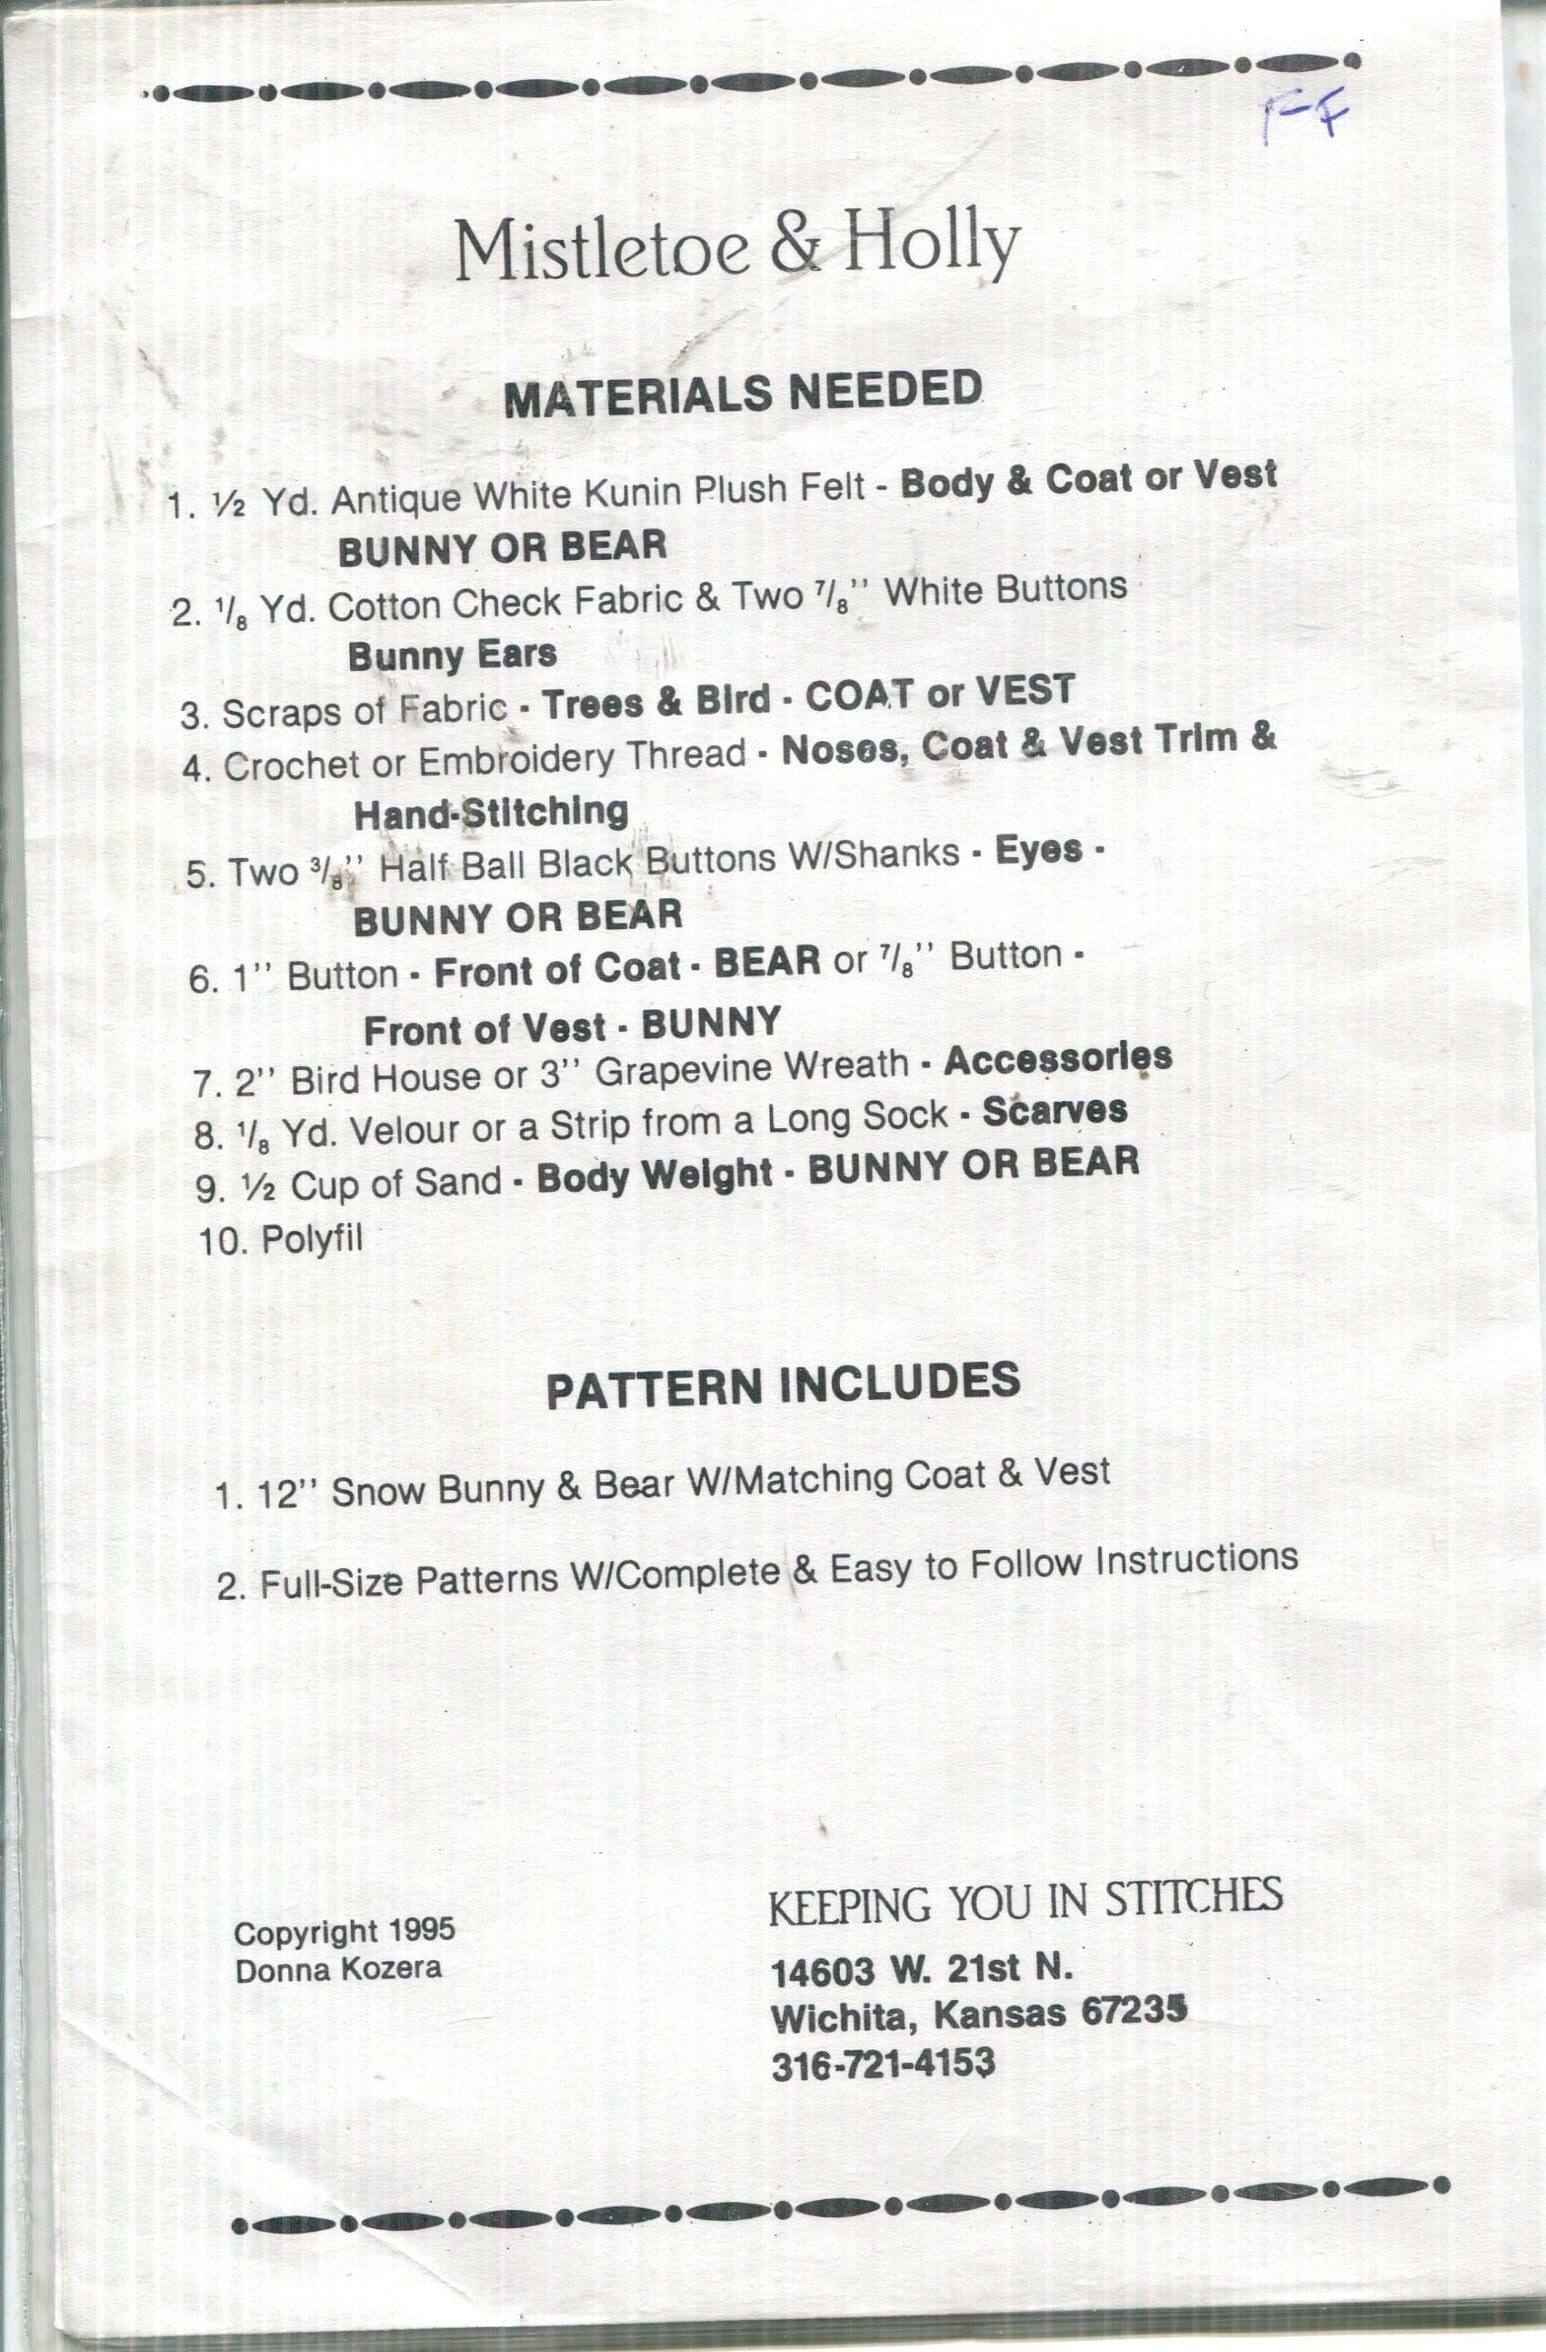 FF
Mistletoe & Holly
MATERIALS NEEDED
1. ½ Yd. Antique White Kunin Plush Felt - Body & Coat or Vest
BUNNY OR BEAR
2. ⅛ Yd. Cotton Check Fabric & Two ⅞'' White Buttons
Bunny Ears
3. Scraps of Fabric - Trees & Bird - COAT or VEST
4. Crochet or Embroidery Thread - Noses, Coat & Vest Trim &
Hand-Stitching
5. Two ⅜'' Half Ball Black Buttons W/Shanks - Eyes -
BUNNY OR BEAR
6. 1'' Button - Front of Coat - BEAR or ⅞'' Button -
Front of Vest - BUNNY
7. 2'' Bird House or 3'' Grapevine Wreath - Accessories
8. ⅛ Yd. Velour or a Strip from a Long Sock - Scarves
9. ½ Cup of Sand - Body Weight - BUNNY OR BEAR
10. Polyfil
PATTERN INCLUDES
1. 12'' Snow Bunny & Bear W/Matching Coat & Vest
2. Full-Size Patterns W/Complete & Easy to Follow Instructions
Copyright 1995
Donna Kozera
KEEPING YOU IN STITCHES
14603 W. 21st N.
Wichita, Kansas 67235
316-721-4153